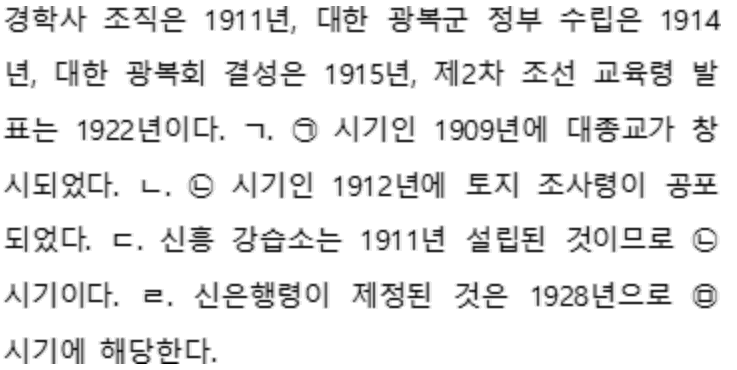 경학사 조직은 1911년, 대한 광복군 정부 수립은 1914
년, 대한 광복회 결성은 1915년, 제2차 조선 교육령 발
표는 1922년이다. ㄱ. ㉠ 시기인 1909년에 대종교가 창
시되었다. ㄴ. ㉡ 시기인 1912년에 토지 조사령이 공포
되었다. ㄷ. 신흥 강습소는 1911년 설립된 것이므로 ㉡
시기이다. ㄹ. 신은행령이 제정된 것은 1928년으로 ㉤
시기에 해당한다.